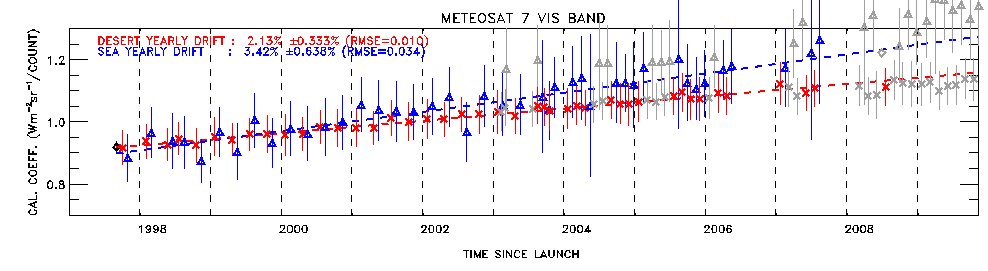 METEOSAT 7 VIS BAND
DESERT YEARLY DRIFT : 2.13% ±0.333% (RMSE=0.010)
SEA YEARLY DRIFT : 3.42% ±0.638% (RMSE=0.034)
CAL. COEFF. (Wm⁻²sr⁻¹/COUNT)
1.2
1.0
0.8
1998 2000 2002 2004 2006 2008
TIME SINCE LAUNCH